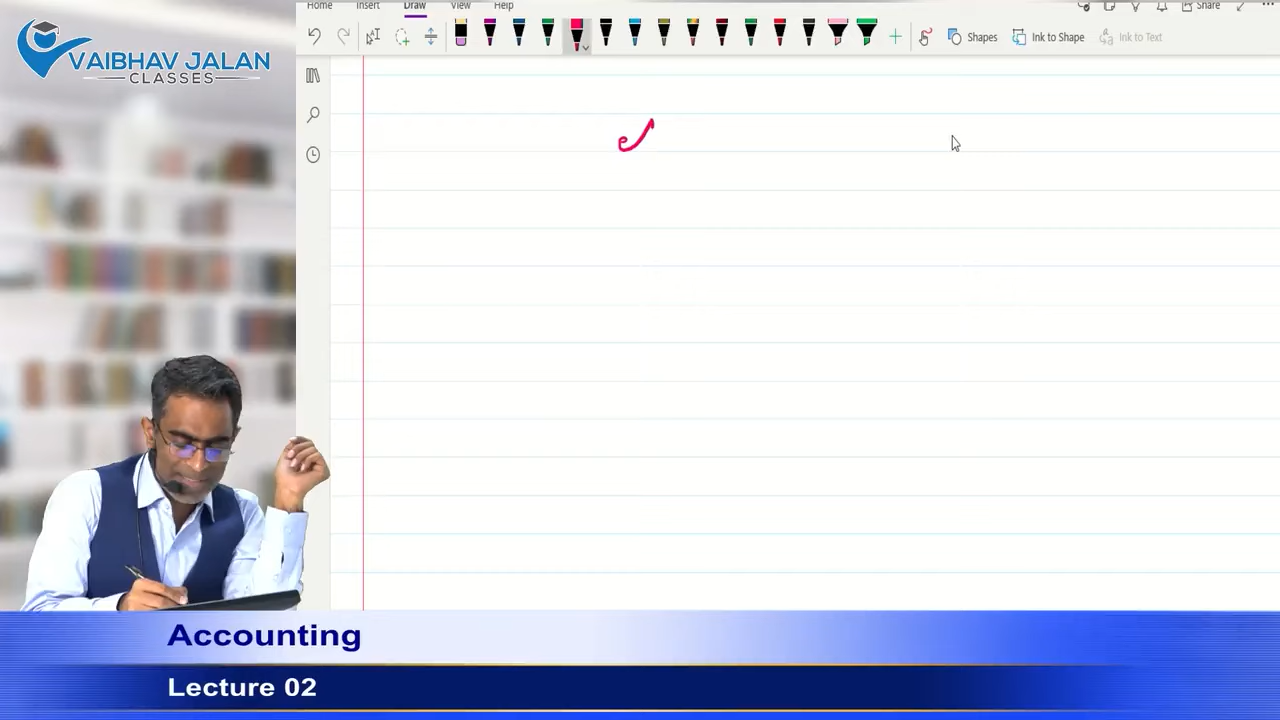 Home Insert Draw View Help Share
Shapes Ink to Shape Ink to Text
VAIBHAV JALAN
CLASSES
Accounting
Lecture 02